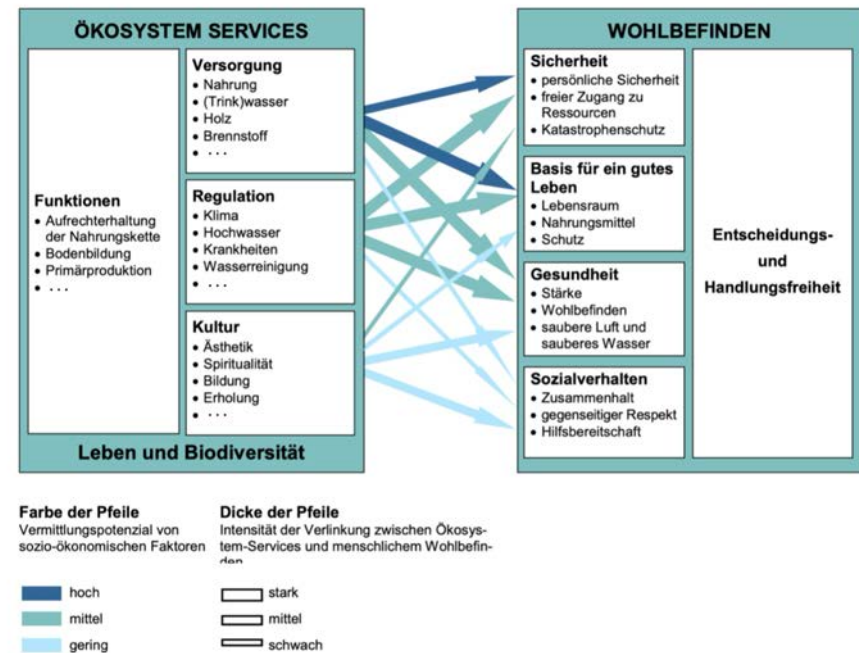 ÖKOSYSTEM SERVICES
Funktionen
• Aufrechterhaltung
der Nahrungskette
• Bodenbildung
• Primärproduktion
• ...
Versorgung
• Nahrung
• (Trink)wasser
• Holz
• Brennstoff
• ...
Regulation
• Klima
• Hochwasser
• Krankheiten
• Wasserreinigung
• ...
Kultur
• Ästhetik
• Spiritualität
• Bildung
• Erholung
• ...
Leben und Biodiversität
WOHLBEFINDEN
Sicherheit
• persönliche Sicherheit
• freier Zugang zu
Ressourcen
• Katastrophenschutz
Basis für ein gutes
Leben
• Lebensraum
• Nahrungsmittel
• Schutz
Gesundheit
• Stärke
• Wohlbefinden
• saubere Luft und
sauberes Wasser
Sozialverhalten
• Zusammenhalt
• gegenseitiger Respekt
• Hilfsbereitschaft
Entscheidungs-
und
Handlungsfreiheit
Farbe der Pfeile
Vermittlungspotenzial von
sozio-ökonomischen Faktoren
hoch
mittel
gering
Dicke der Pfeile
Intensität der Verlinkung zwischen Ökosys-
tem-Services und menschlichem Wohlbefin-
den
stark
mittel
schwach